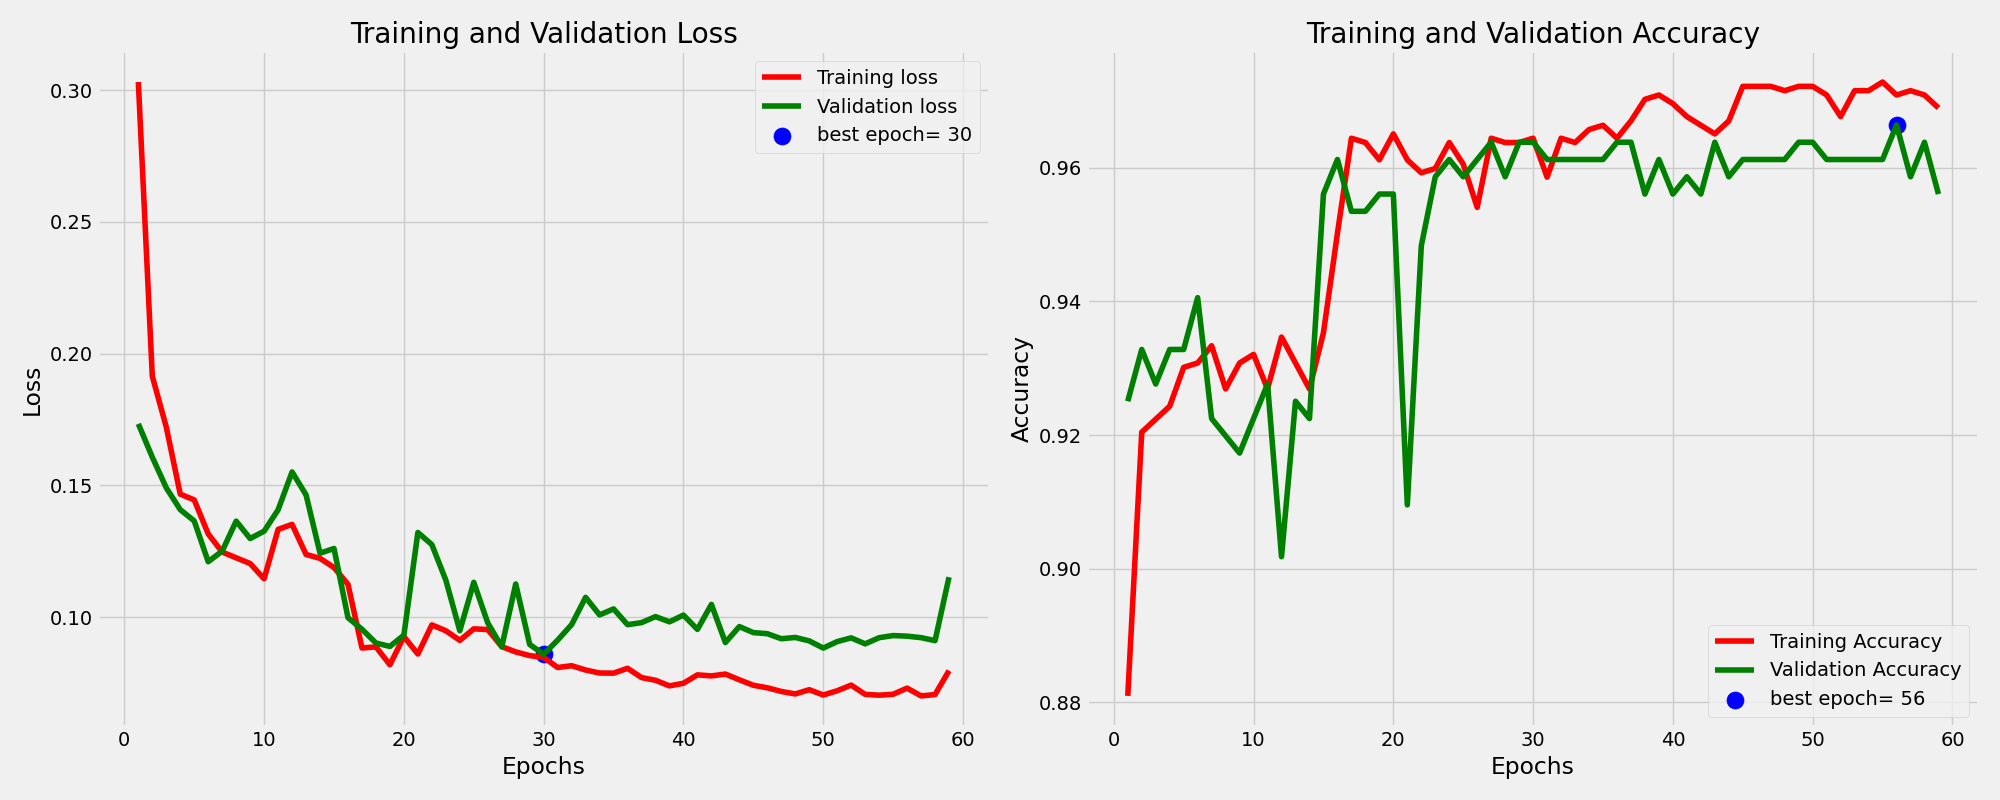 Training and Validation Loss
Training loss
Validation loss
best epoch= 30
0.30
0.25
0.20
0.15
0.10
Loss
0 10 20 30 40 50 60
Epochs
Training and Validation Accuracy
0.96
0.94
0.92
0.90
0.88
Accuracy
Training Accuracy
Validation Accuracy
best epoch= 56
0 10 20 30 40 50 60
Epochs